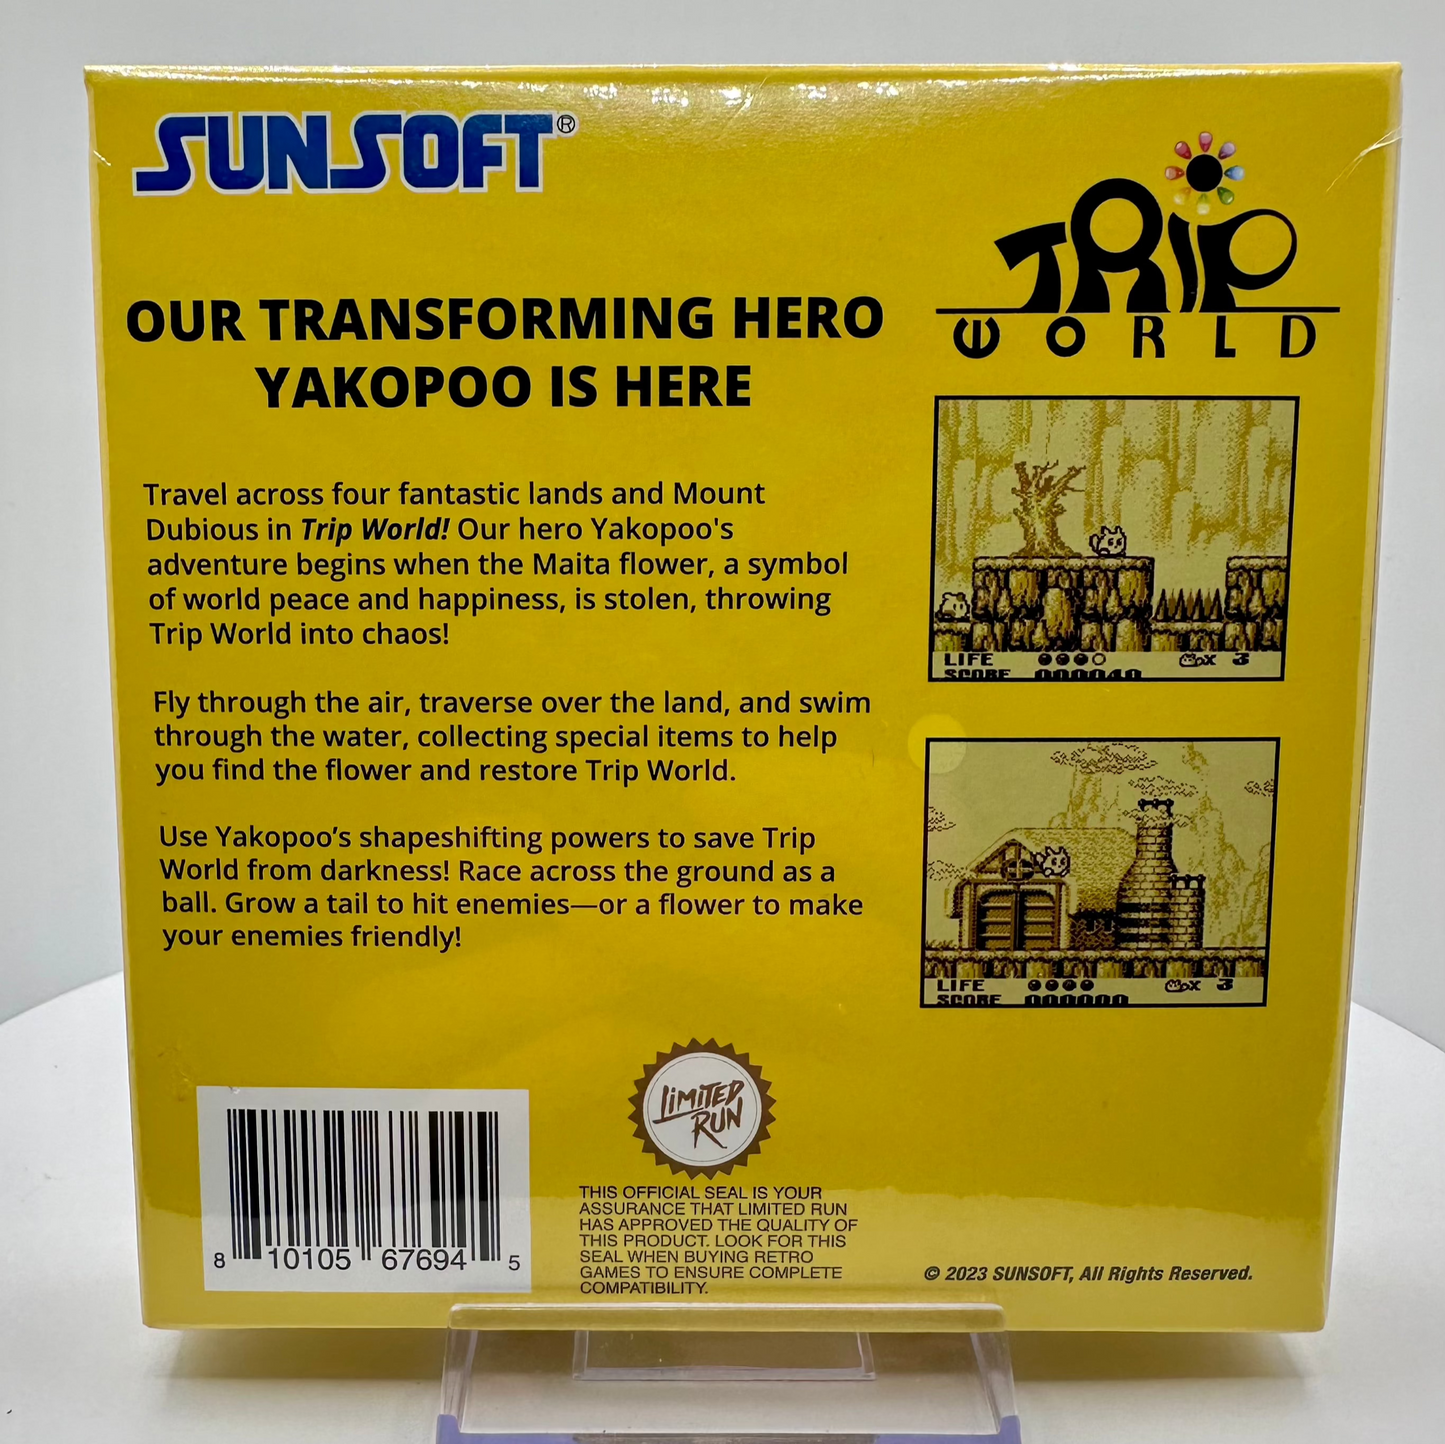 SUNSOFT®
TRIP
WORLD
OUR TRANSFORMING HERO
YAKOPOO IS HERE
Travel across four fantastic lands and Mount
Dubious in Trip World! Our hero Yakopoo's
adventure begins when the Maita flower, a symbol
of world peace and happiness, is stolen, throwing
Trip World into chaos!
Fly through the air, traverse over the land, and swim
through the water, collecting special items to help
you find the flower and restore Trip World.
Use Yakopoo’s shapeshifting powers to save Trip
World from darkness! Race across the ground as a
ball. Grow a tail to hit enemies—or a flower to make
your enemies friendly!
LIFE x 3
SCORE 000040
LIFE x 3
SCORE 000000
LIMITED
RUN
THIS OFFICIAL SEAL IS YOUR
ASSURANCE THAT LIMITED RUN
HAS APPROVED THE QUALITY OF
THIS PRODUCT. LOOK FOR THIS
SEAL WHEN BUYING RETRO
GAMES TO ENSURE COMPLETE
COMPATIBILITY.
8 10105 67694 5
© 2023 SUNSOFT, All Rights Reserved.